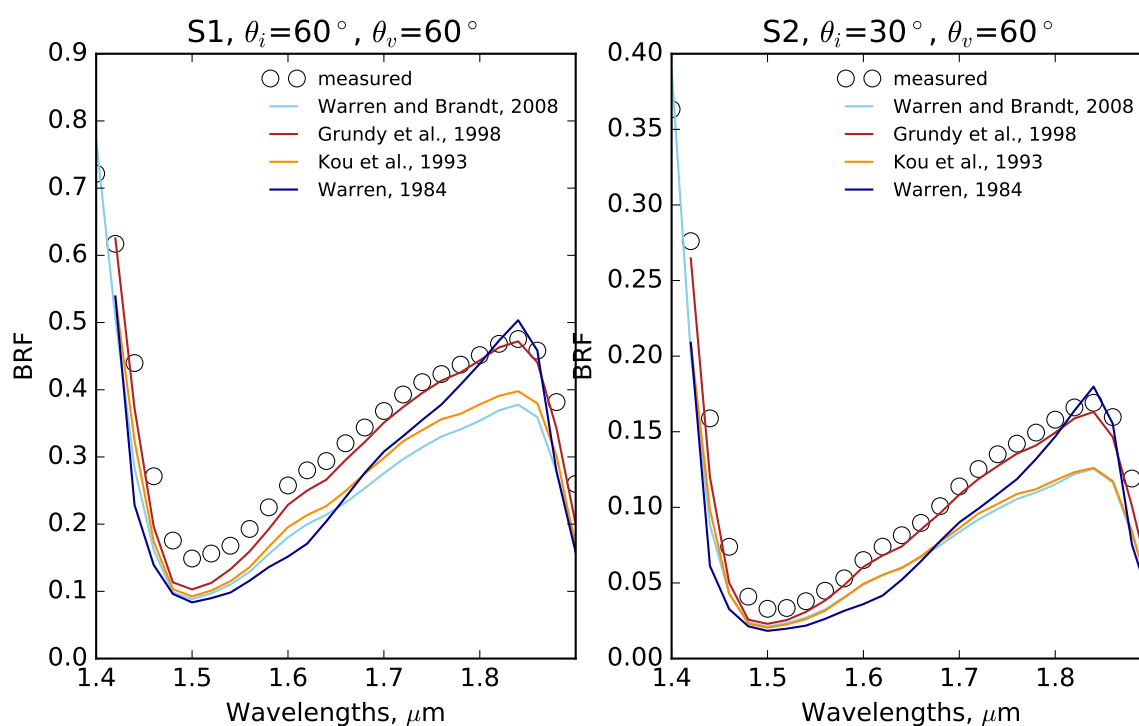 S1, θi=60°, θv=60°
0.9
0.8
0.7
0.6
0.5
0.4
0.3
0.2
0.1
0.0
BRF
measured
Warren and Brandt, 2008
Grundy et al., 1998
Kou et al., 1993
Warren, 1984
1.4 1.5 1.6 1.7 1.8
Wavelengths, μm
S2, θi=30°, θv=60°
0.40
0.35
0.30
0.25
0.20
0.15
0.10
0.05
0.00
BRF
measured
Warren and Brandt, 2008
Grundy et al., 1998
Kou et al., 1993
Warren, 1984
1.4 1.5 1.6 1.7 1.8
Wavelengths, μm